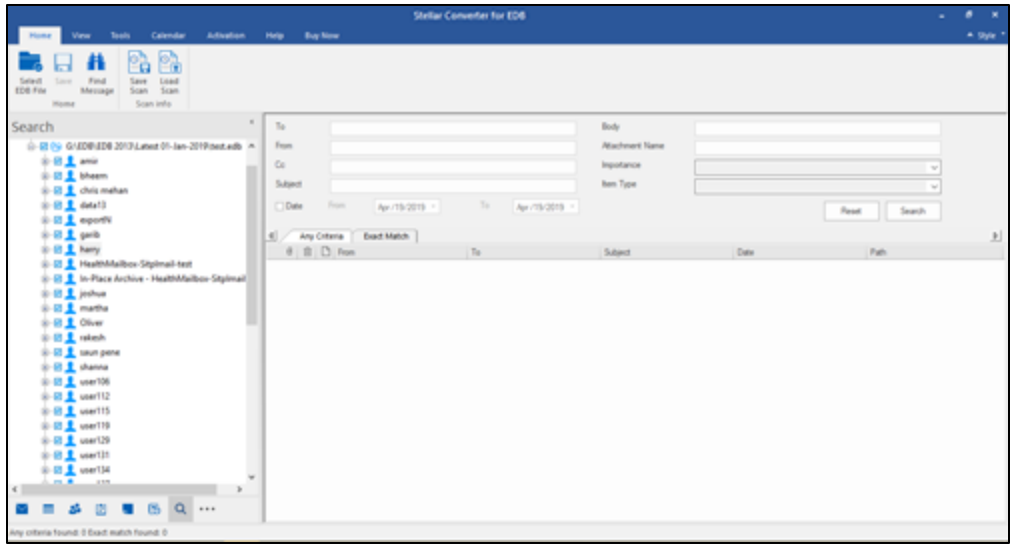 Stellar Converter for EDB
Home View Tools Calendar Activation Help Buy Now Style
Select EDB File Save Find Message Save Scan Load Scan
Home Scan info
Search
G:\EDB\EDB 2013\Latest 01-Jan-2019\test.edb
amir
bheem
chris mehan
data13
exportN
garib
harry
HealthMailbox-Sitplmail-test
In-Place Archive - HealthMailbox-Sitplmail
joshue
martha
Oliver
rakesh
saun pene
shanna
user106
user112
user115
user119
user129
user131
user134
To
From
Cc
Subject
Date From Apr/19/2019 To Apr/19/2019
Body
Attachment Name
Importance
Item Type
Reset Search
Any Criteria Exact Match
From To Subject Date Path
Any criteria found: 0 Exact match found: 0